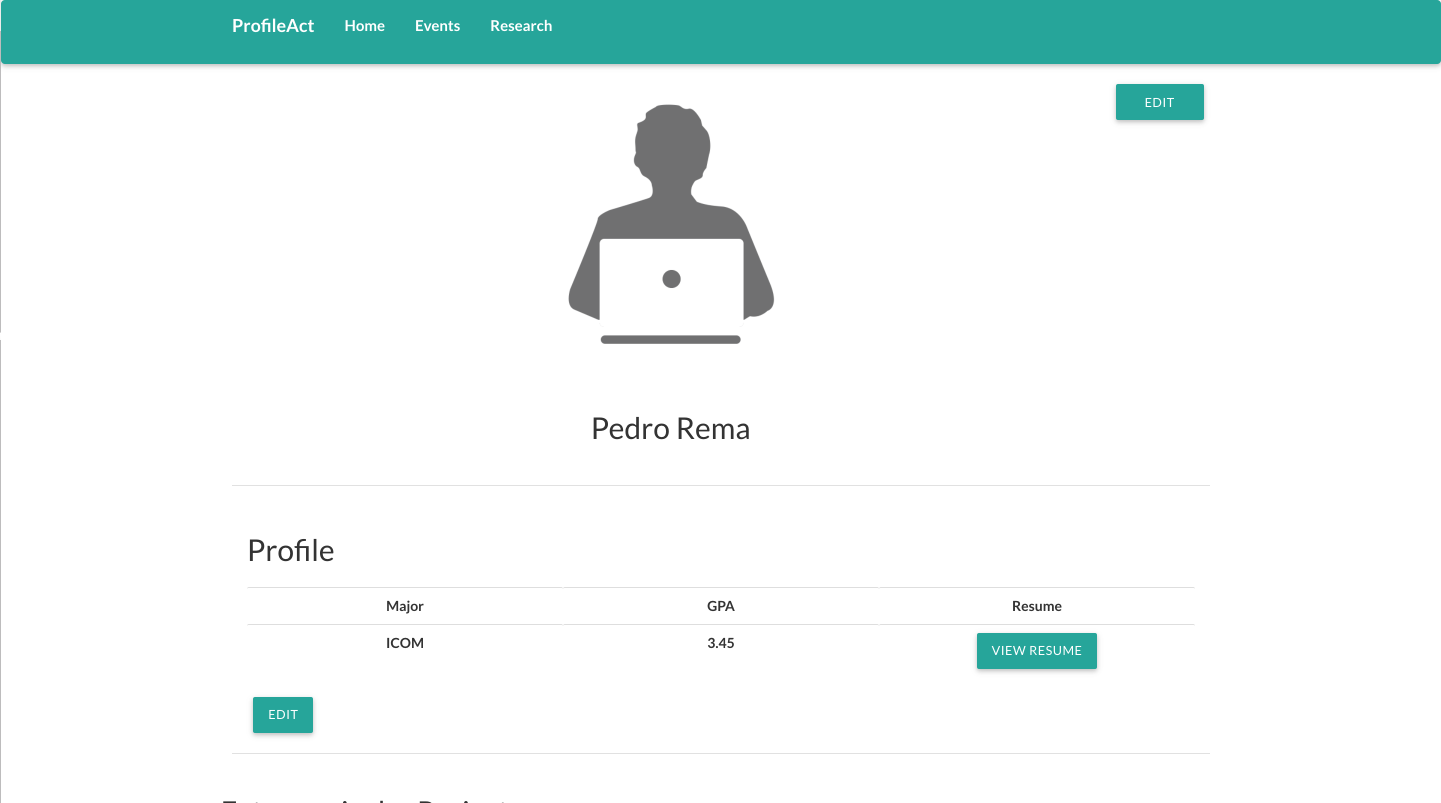 ProfileAct Home Events Research
EDIT
Pedro Rema
Profile
Major GPA Resume
ICOM 3.45 VIEW RESUME
EDIT